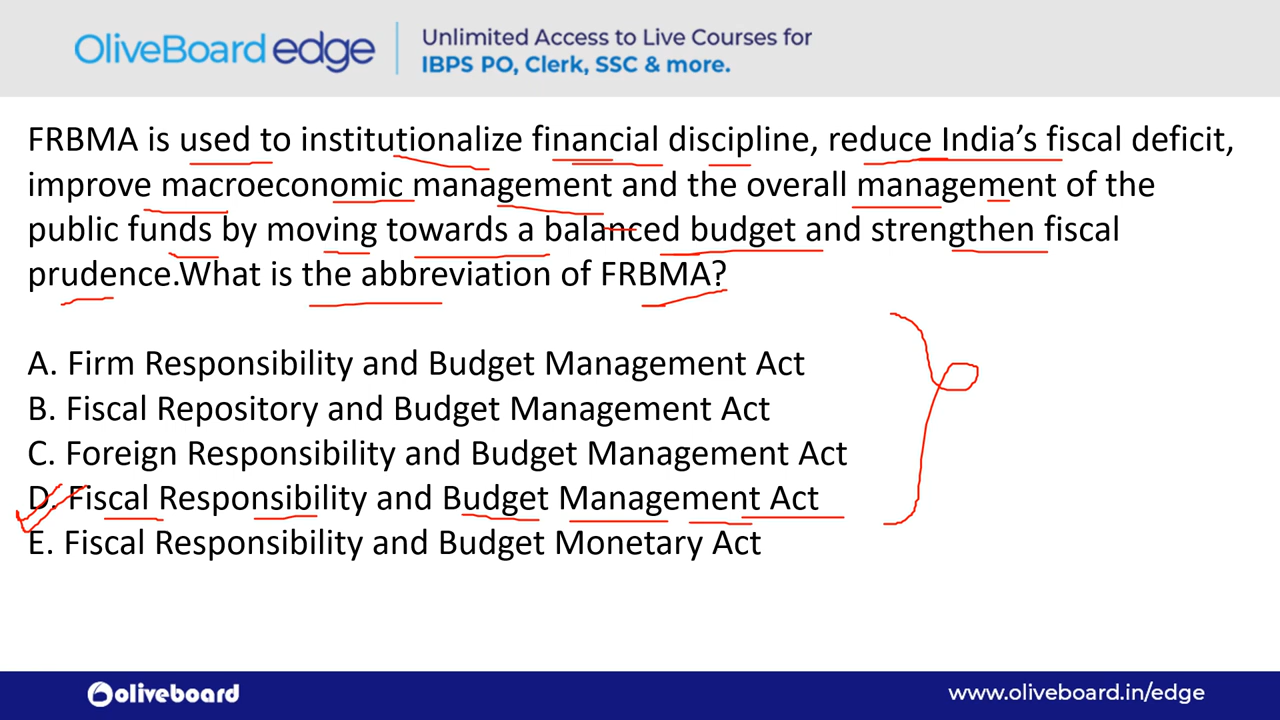 OliveBoard edge
Unlimited Access to Live Courses for
IBPS PO, Clerk, SSC & more.
FRBMA is used to institutionalize financial discipline, reduce India’s fiscal deficit,
improve macroeconomic management and the overall management of the
public funds by moving towards a balanced budget and strengthen fiscal
prudence.What is the abbreviation of FRBMA?
A. Firm Responsibility and Budget Management Act
B. Fiscal Repository and Budget Management Act
C. Foreign Responsibility and Budget Management Act
D. Fiscal Responsibility and Budget Management Act
E. Fiscal Responsibility and Budget Monetary Act
oliveboard
www.oliveboard.in/edge